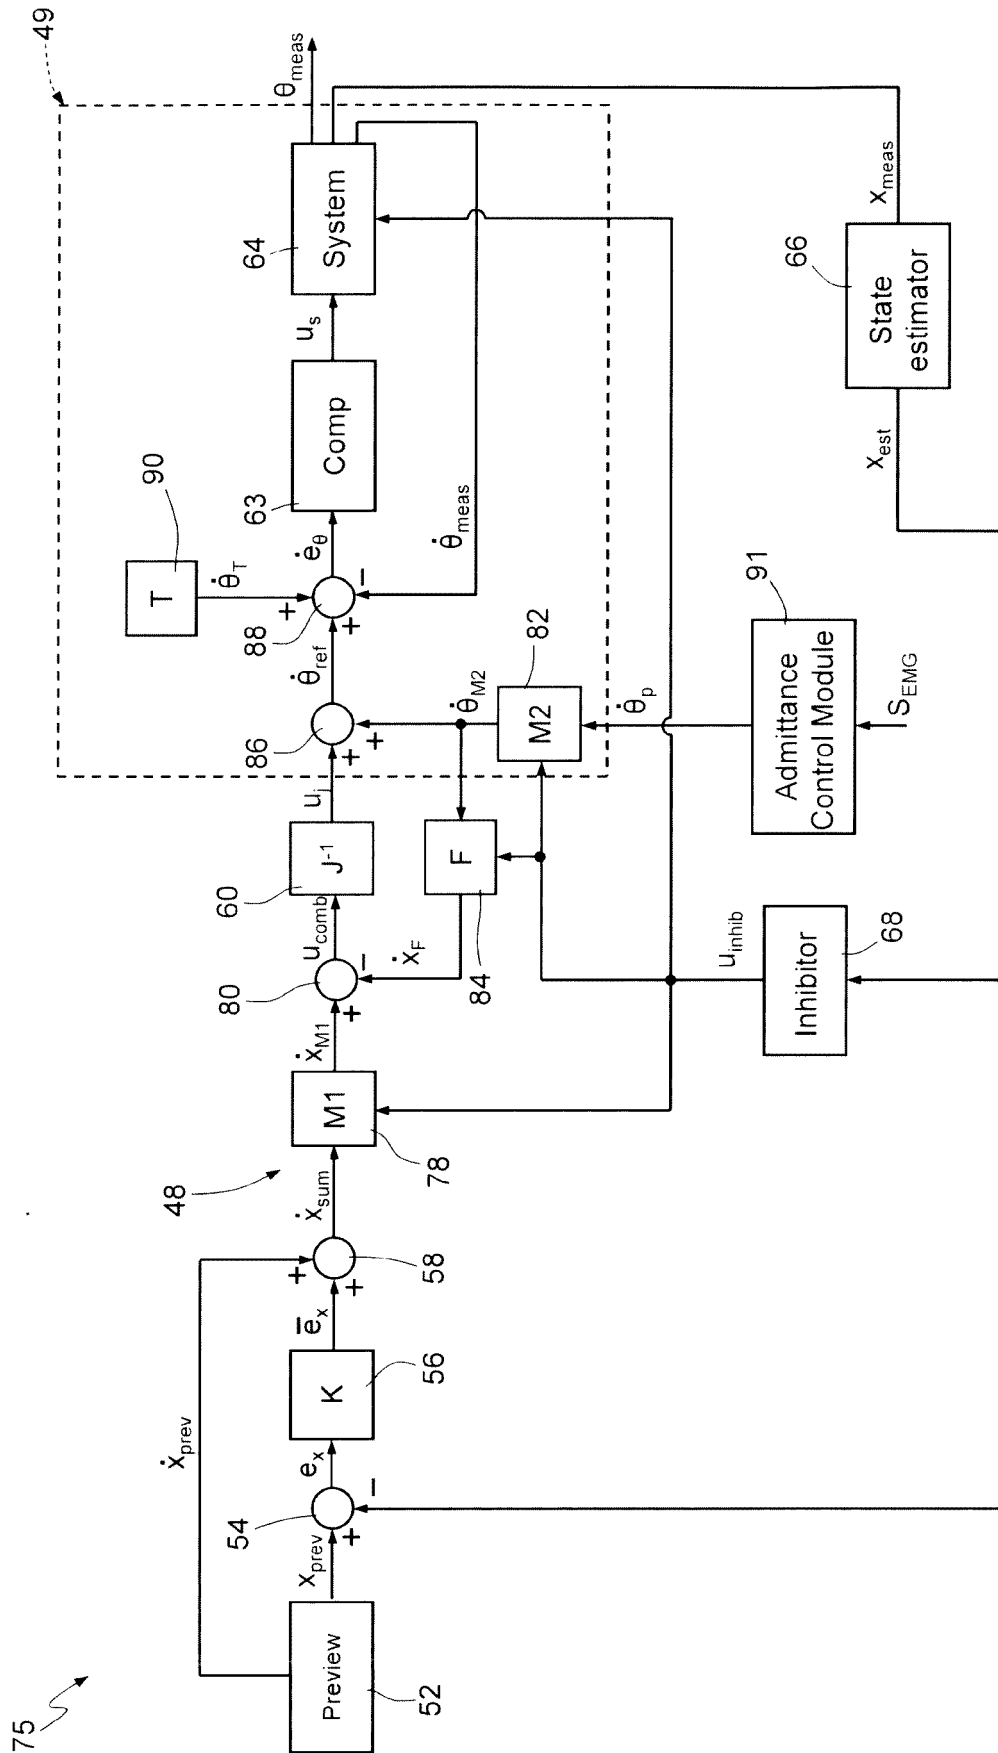 75
Preview
52
ẋprev
xprev
+
−
54
ex
K
56
e̅x
+
+
58
ẋsum
48
M1
78
ẋM1
+
−
80
ucomb
J-1
60
uj
ẋF
F
84
+
+
86
θ̇M2
M2
82
θ̇ref
T
90
θ̇T
+
+
−
88
ėθ
Comp
63
us
System
64
θ̇meas
θmeas
49
uinhib
Inhibitor
68
θ̇p
Admittance
Control Module
91
SEMG
xest
State
estimator
66
xmeas